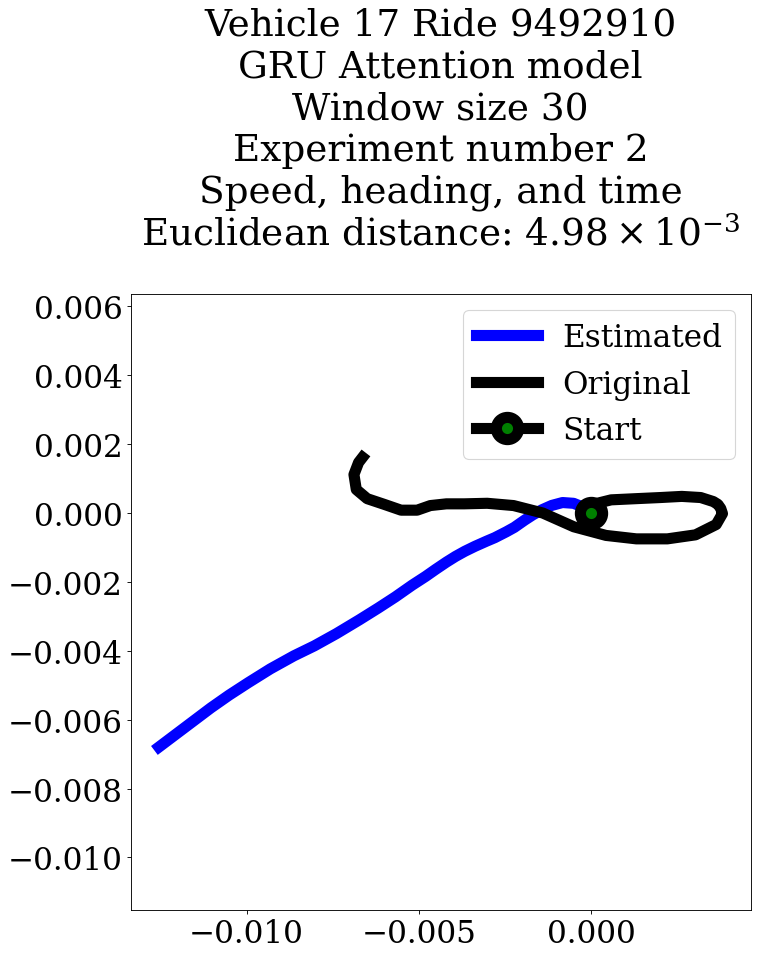 Vehicle 17 Ride 9492910
GRU Attention model
Window size 30
Experiment number 2
Speed, heading, and time
Euclidean distance: 4.98 × 10⁻³
0.006
0.004
0.002
0.000
−0.002
−0.004
−0.006
−0.008
−0.010
Estimated
Original
Start
−0.010 −0.005 0.000